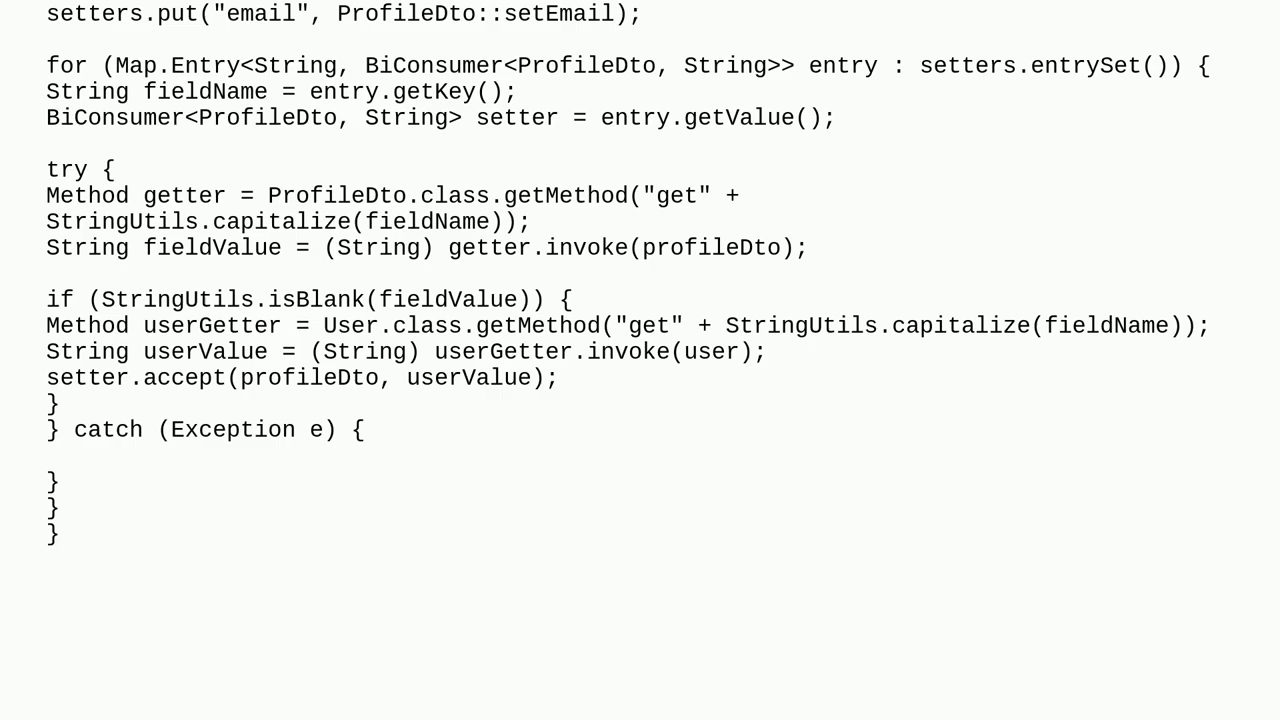 setters.put("email", ProfileDto::setEmail);
for (Map.Entry<String, BiConsumer<ProfileDto, String>> entry : setters.entrySet()) {
String fieldName = entry.getKey();
BiConsumer<ProfileDto, String> setter = entry.getValue();
try {
Method getter = ProfileDto.class.getMethod("get" +
StringUtils.capitalize(fieldName));
String fieldValue = (String) getter.invoke(profileDto);
if (StringUtils.isBlank(fieldValue)) {
Method userGetter = User.class.getMethod("get" + StringUtils.capitalize(fieldName));
String userValue = (String) userGetter.invoke(user);
setter.accept(profileDto, userValue);
}
} catch (Exception e) {
}
}
}